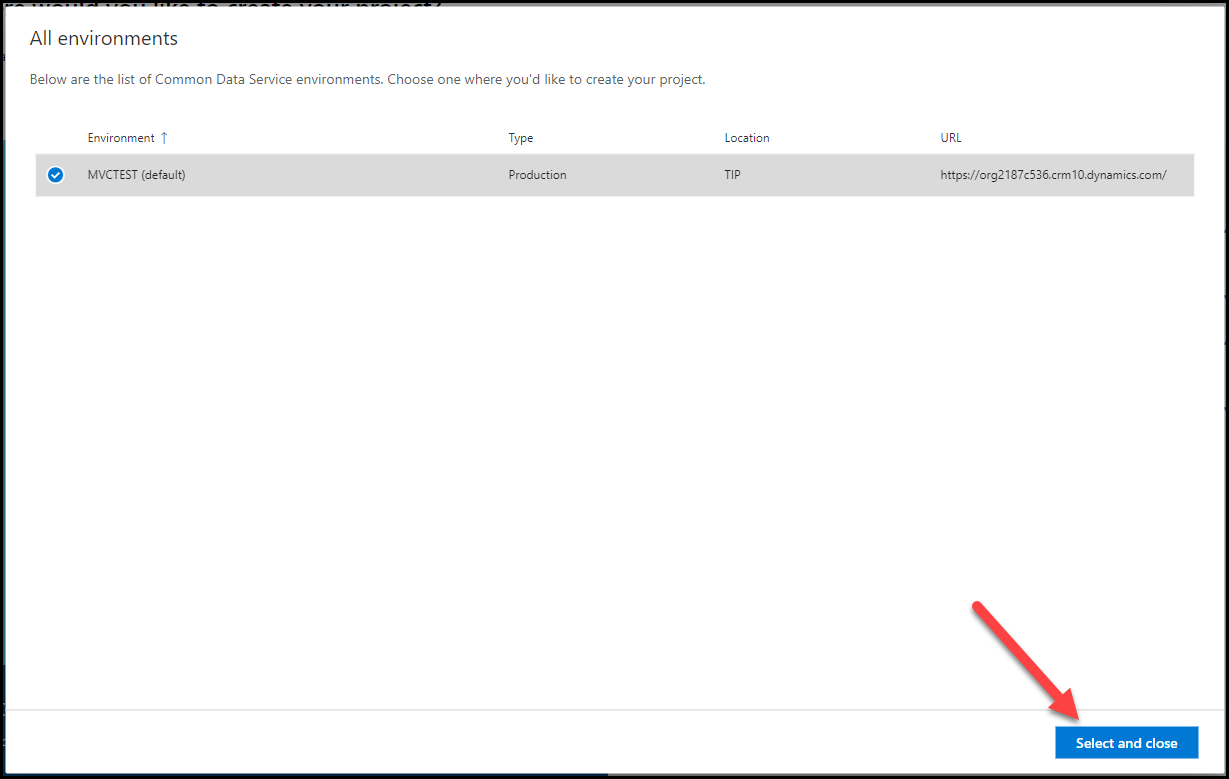 All environments
Below are the list of Common Data Service environments. Choose one where you'd like to create your project.
Environment ↑ Type Location URL
MVCTEST (default) Production TIP https://org2187c536.crm10.dynamics.com/
Select and close